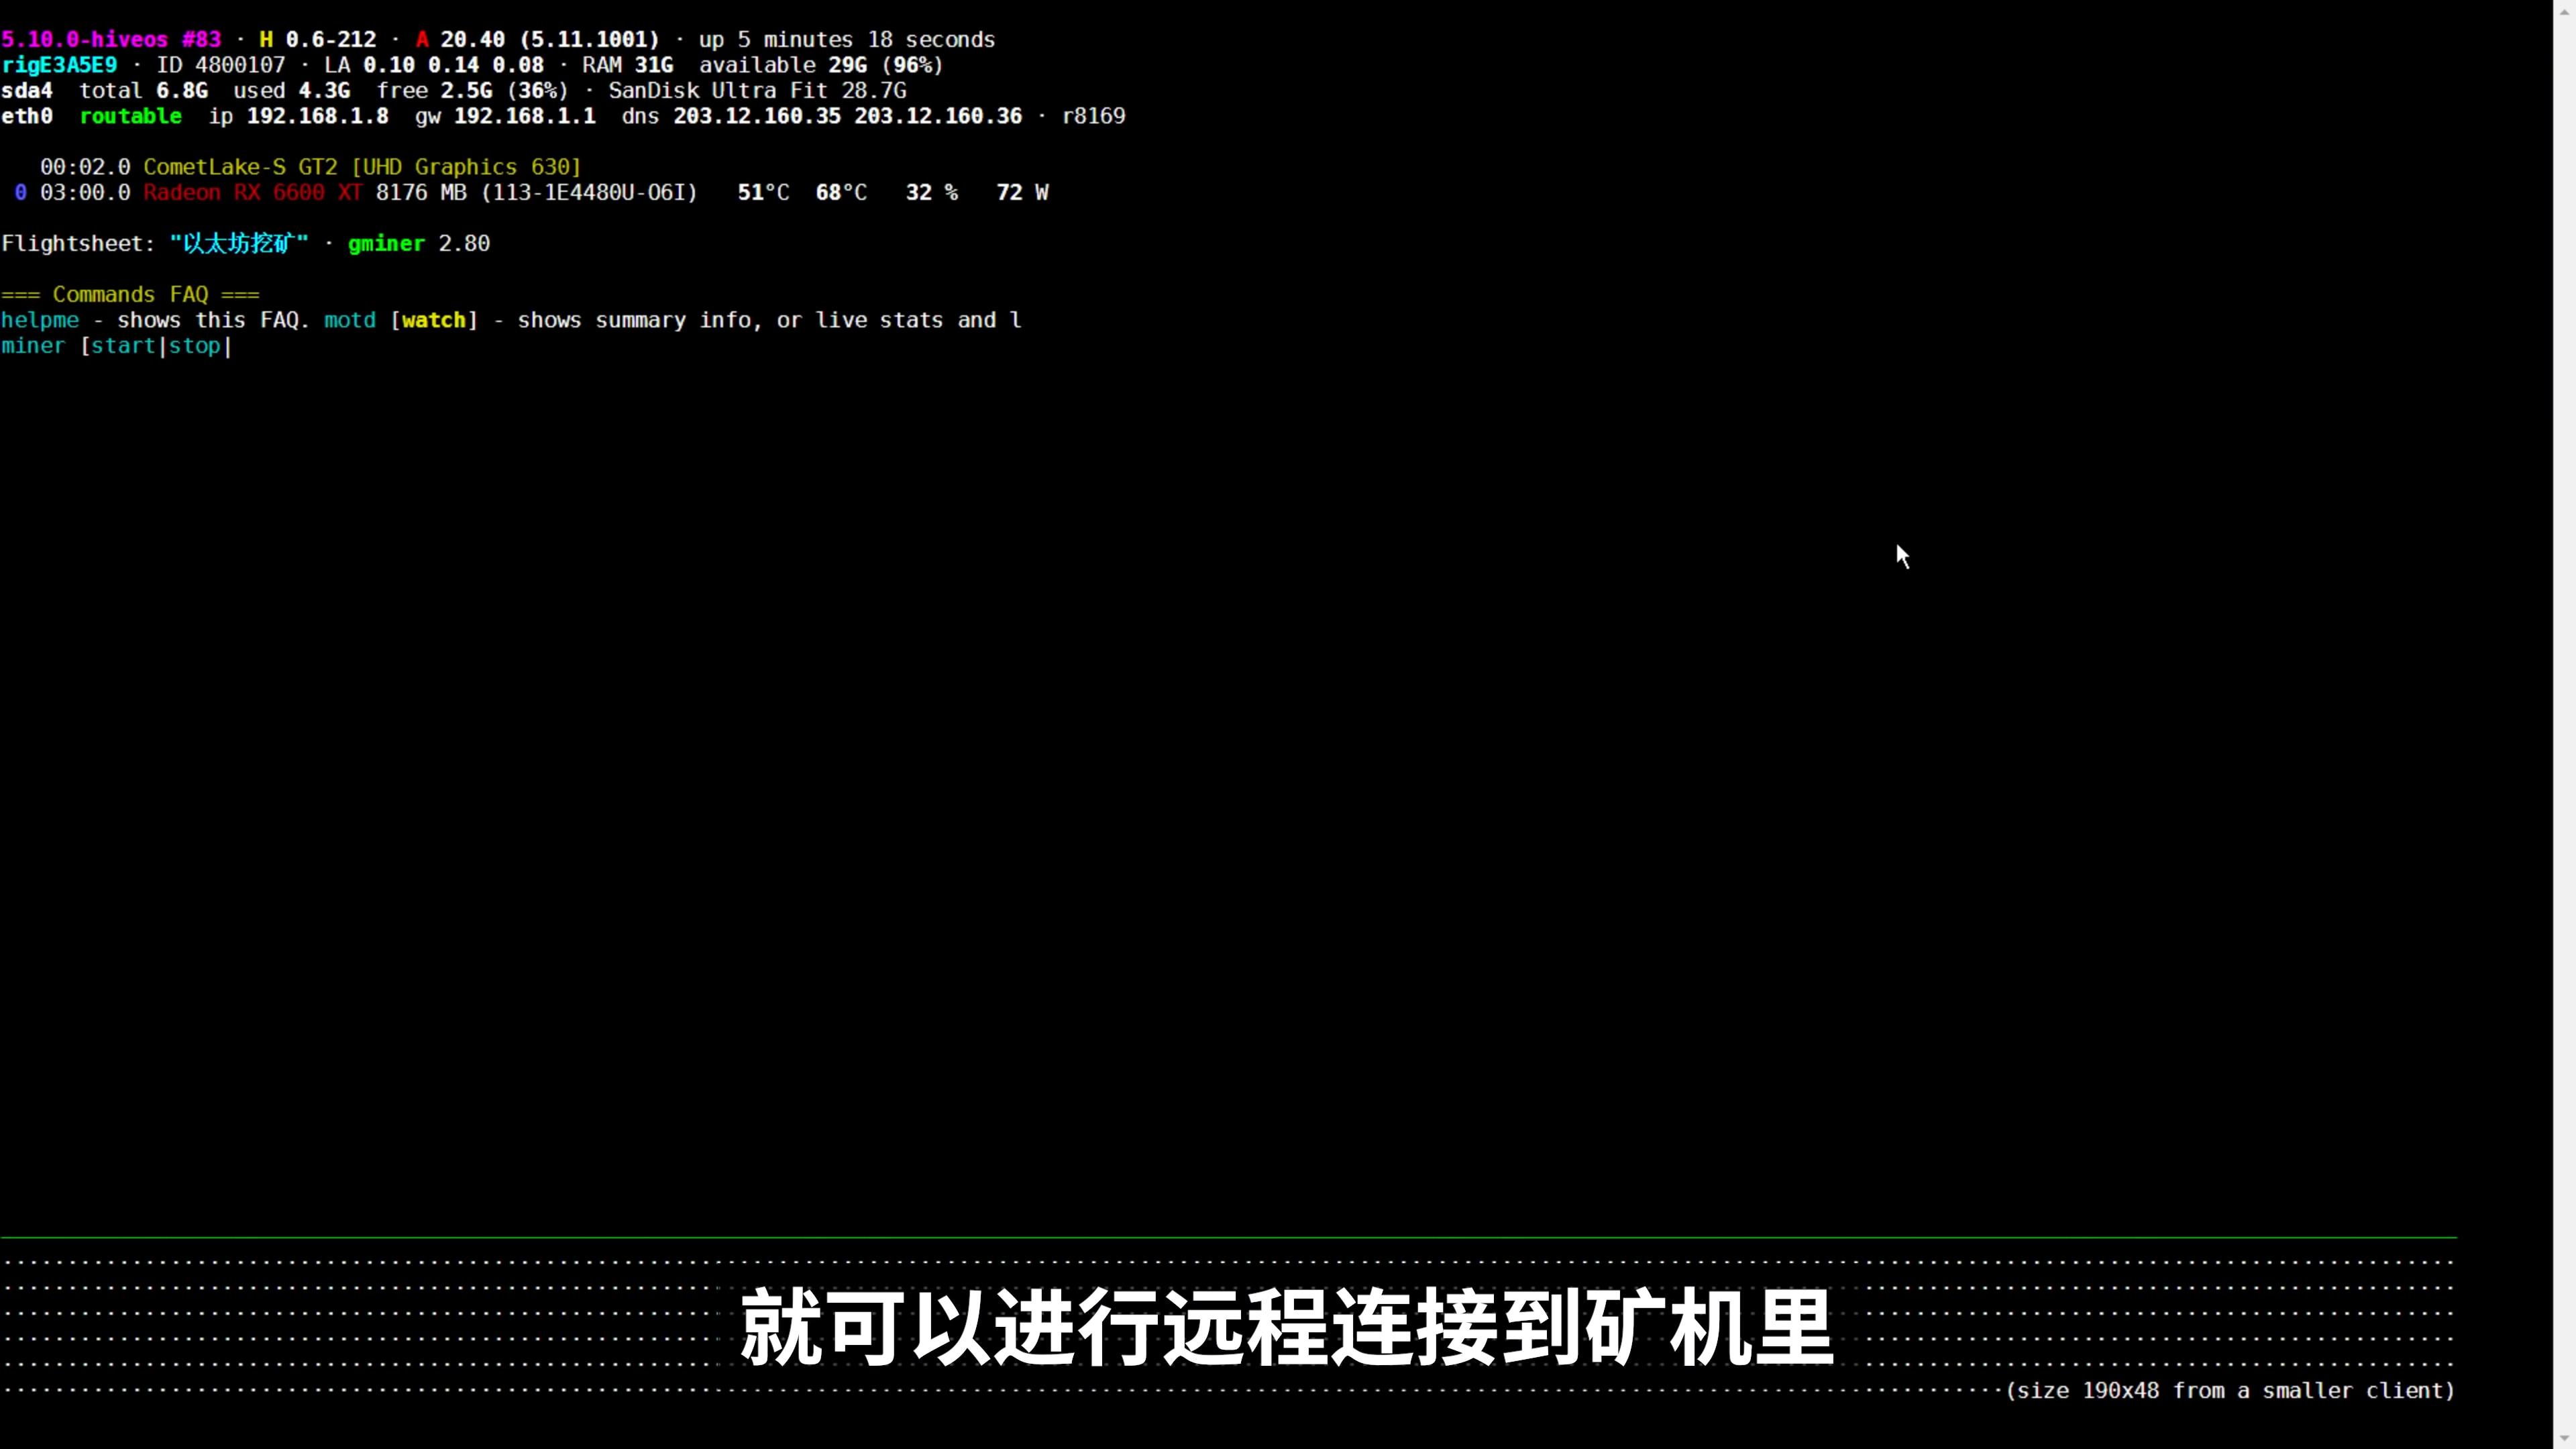 5.10.0-hiveos #83 · H 0.6-212 · A 20.40 (5.11.1001) · up 5 minutes 18 seconds
rigE3A5E9 · ID 4800107 · LA 0.10 0.14 0.08 · RAM 31G  available 29G (96%)
sda4  total 6.8G  used 4.3G  free 2.5G (36%) · SanDisk Ultra Fit 28.7G
eth0  routable  ip 192.168.1.8  gw 192.168.1.1  dns 203.12.160.35 203.12.160.36 · r8169
00:02.0 CometLake-S GT2 [UHD Graphics 630]
0 03:00.0 Radeon RX 6600 XT 8176 MB (113-1E4480U-O6I)   51°C  68°C   32 %   72 W
Flightsheet: "以太坊挖矿" · gminer 2.80
=== Commands FAQ ===
helpme - shows this FAQ. motd [watch] - shows summary info, or live stats and l
miner [start|stop|
就可以进行远程连接到矿机里
(size 190x48 from a smaller client)